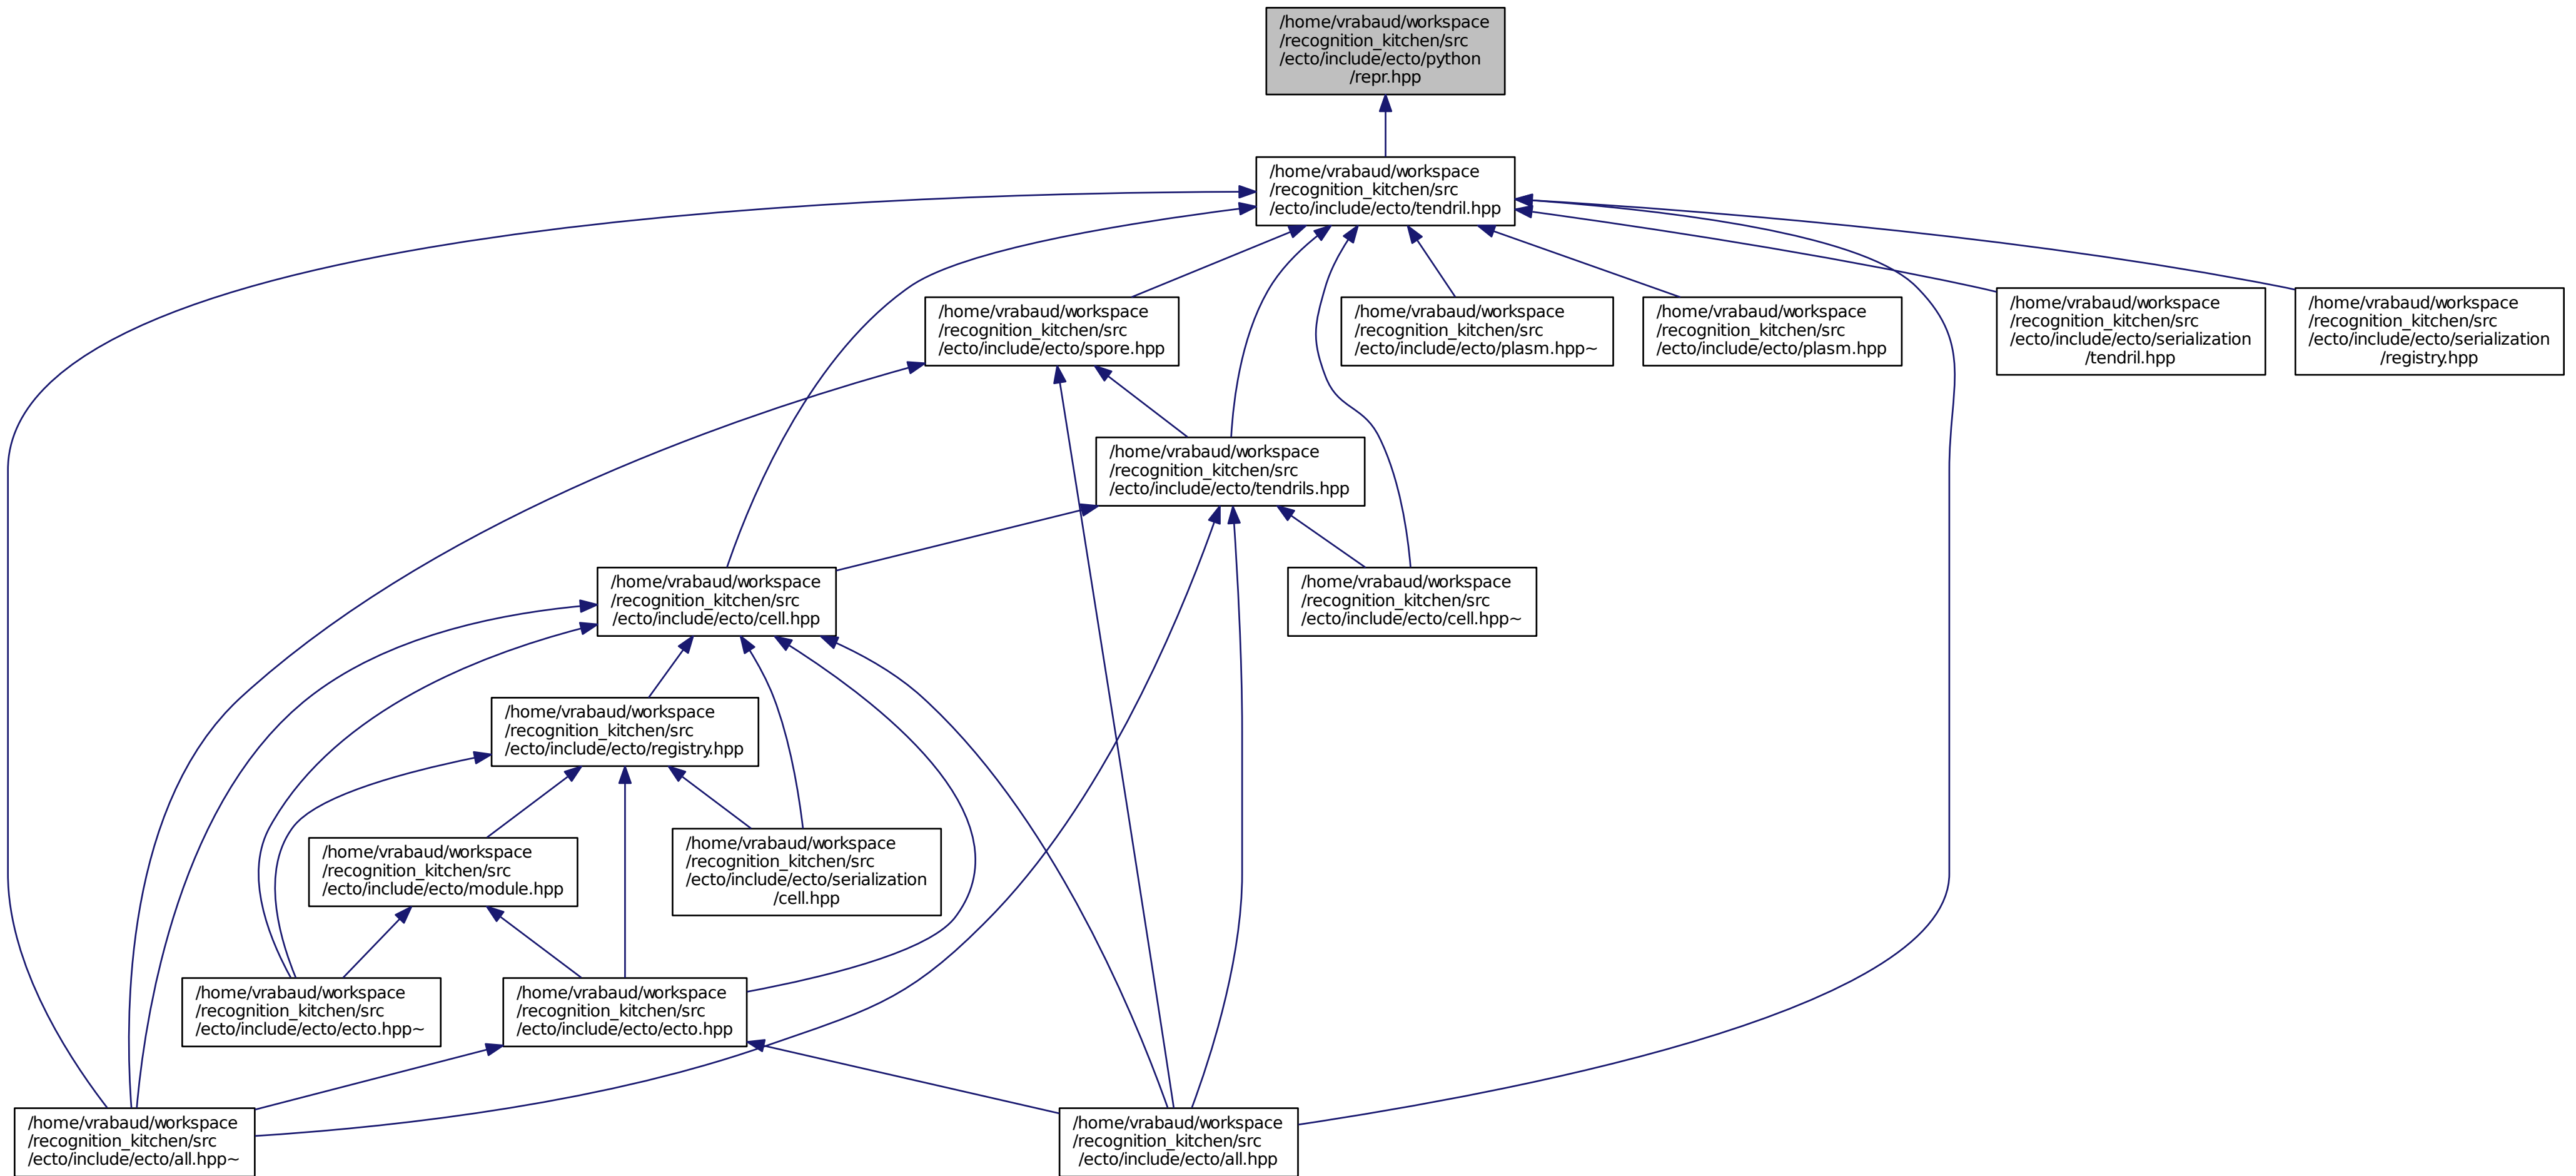 /home/vrabaud/workspace
/recognition_kitchen/src
/ecto/include/ecto/python
/repr.hpp
/home/vrabaud/workspace
/recognition_kitchen/src
/ecto/include/ecto/tendril.hpp
/home/vrabaud/workspace
/recognition_kitchen/src
/ecto/include/ecto/spore.hpp
/home/vrabaud/workspace
/recognition_kitchen/src
/ecto/include/ecto/plasm.hpp~
/home/vrabaud/workspace
/recognition_kitchen/src
/ecto/include/ecto/plasm.hpp
/home/vrabaud/workspace
/recognition_kitchen/src
/ecto/include/ecto/serialization
/tendril.hpp
/home/vrabaud/workspace
/recognition_kitchen/src
/ecto/include/ecto/serialization
/registry.hpp
/home/vrabaud/workspace
/recognition_kitchen/src
/ecto/include/ecto/tendrils.hpp
/home/vrabaud/workspace
/recognition_kitchen/src
/ecto/include/ecto/cell.hpp
/home/vrabaud/workspace
/recognition_kitchen/src
/ecto/include/ecto/cell.hpp~
/home/vrabaud/workspace
/recognition_kitchen/src
/ecto/include/ecto/registry.hpp
/home/vrabaud/workspace
/recognition_kitchen/src
/ecto/include/ecto/module.hpp
/home/vrabaud/workspace
/recognition_kitchen/src
/ecto/include/ecto/serialization
/cell.hpp
/home/vrabaud/workspace
/recognition_kitchen/src
/ecto/include/ecto/ecto.hpp~
/home/vrabaud/workspace
/recognition_kitchen/src
/ecto/include/ecto/ecto.hpp
/home/vrabaud/workspace
/recognition_kitchen/src
/ecto/include/ecto/all.hpp~
/home/vrabaud/workspace
/recognition_kitchen/src
/ecto/include/ecto/all.hpp